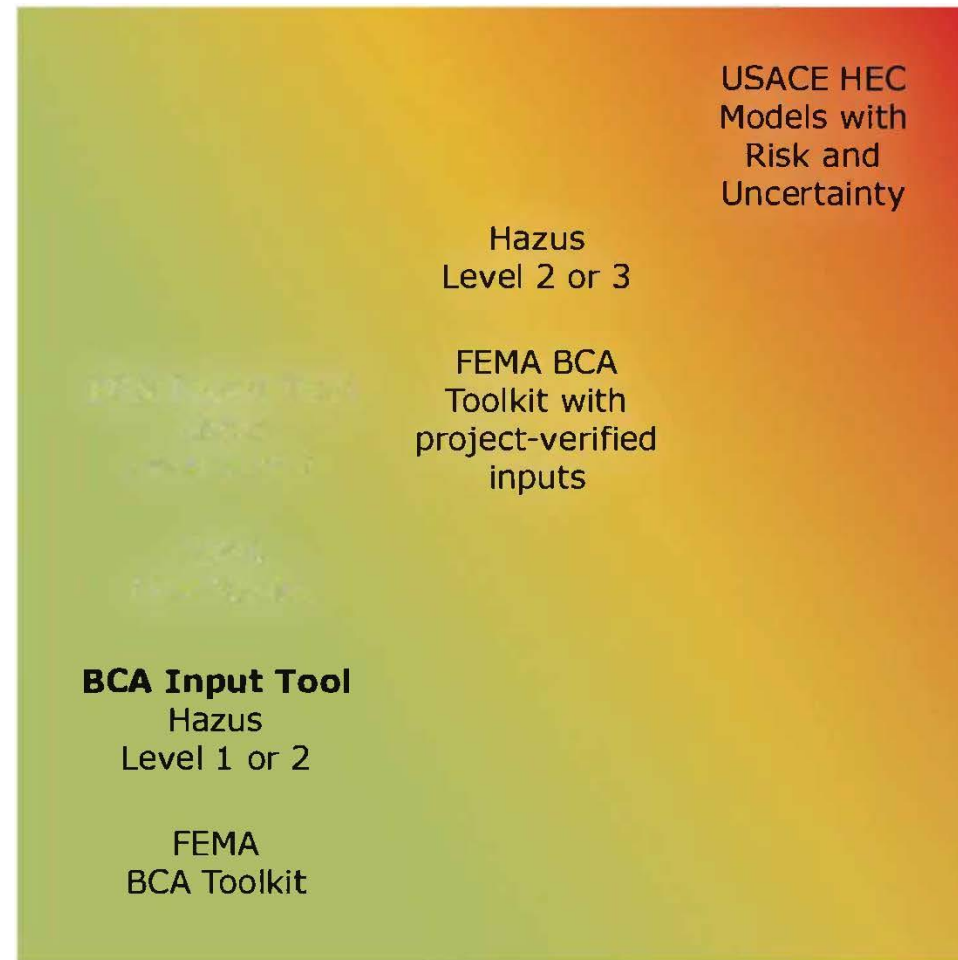 USACE HEC
Models with
Risk and
Uncertainty
Hazus
Level 2 or 3
FEMA BCA
Toolkit with
project-verified
inputs
BCA Input Tool
Hazus
Level 1 or 2
FEMA
BCA Toolkit